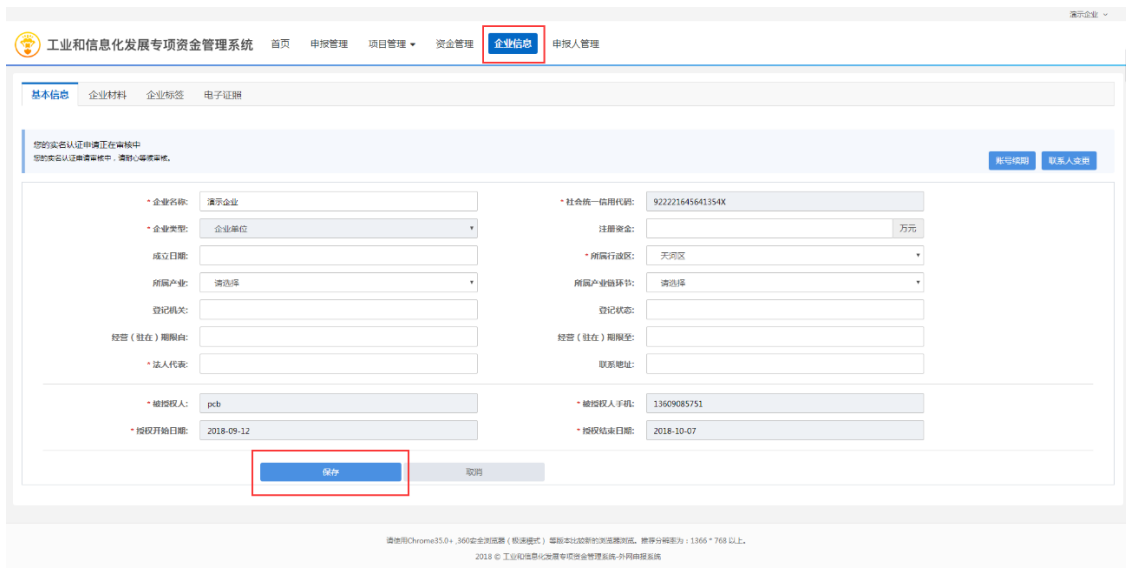 演示企业
工业和信息化发展专项资金管理系统 首页 申报管理 项目管理 资金管理 企业信息 申报人管理
基本信息 企业材料 企业标签 电子证照
您的实名认证申请正在审核中
您的实名认证申请审核中，请耐心等候审核。
账号续期 联系人变更
* 企业名称: 演示企业 * 社会统一信用代码: 922221645641354X
* 企业类型: 企业单位 注册资金: 万元
成立日期: * 所属行政区: 天河区
所属产业: 请选择 所属产业链环节: 请选择
登记机关: 登记状态:
经营（驻在）期限自: 经营（驻在）期限至:
* 法人代表: 联系地址:
* 被授权人: pcb * 被授权人手机: 13609085751
* 授权开始日期: 2018-09-12 * 授权结束日期: 2018-10-07
保存 取消
请使用Chrome35.0+ ,360安全浏览器（极速模式）等版本比较新的浏览器浏览。推荐分辨率为：1366 * 768 以上。
2018 © 工业和信息化发展专项资金管理系统-外网申报系统